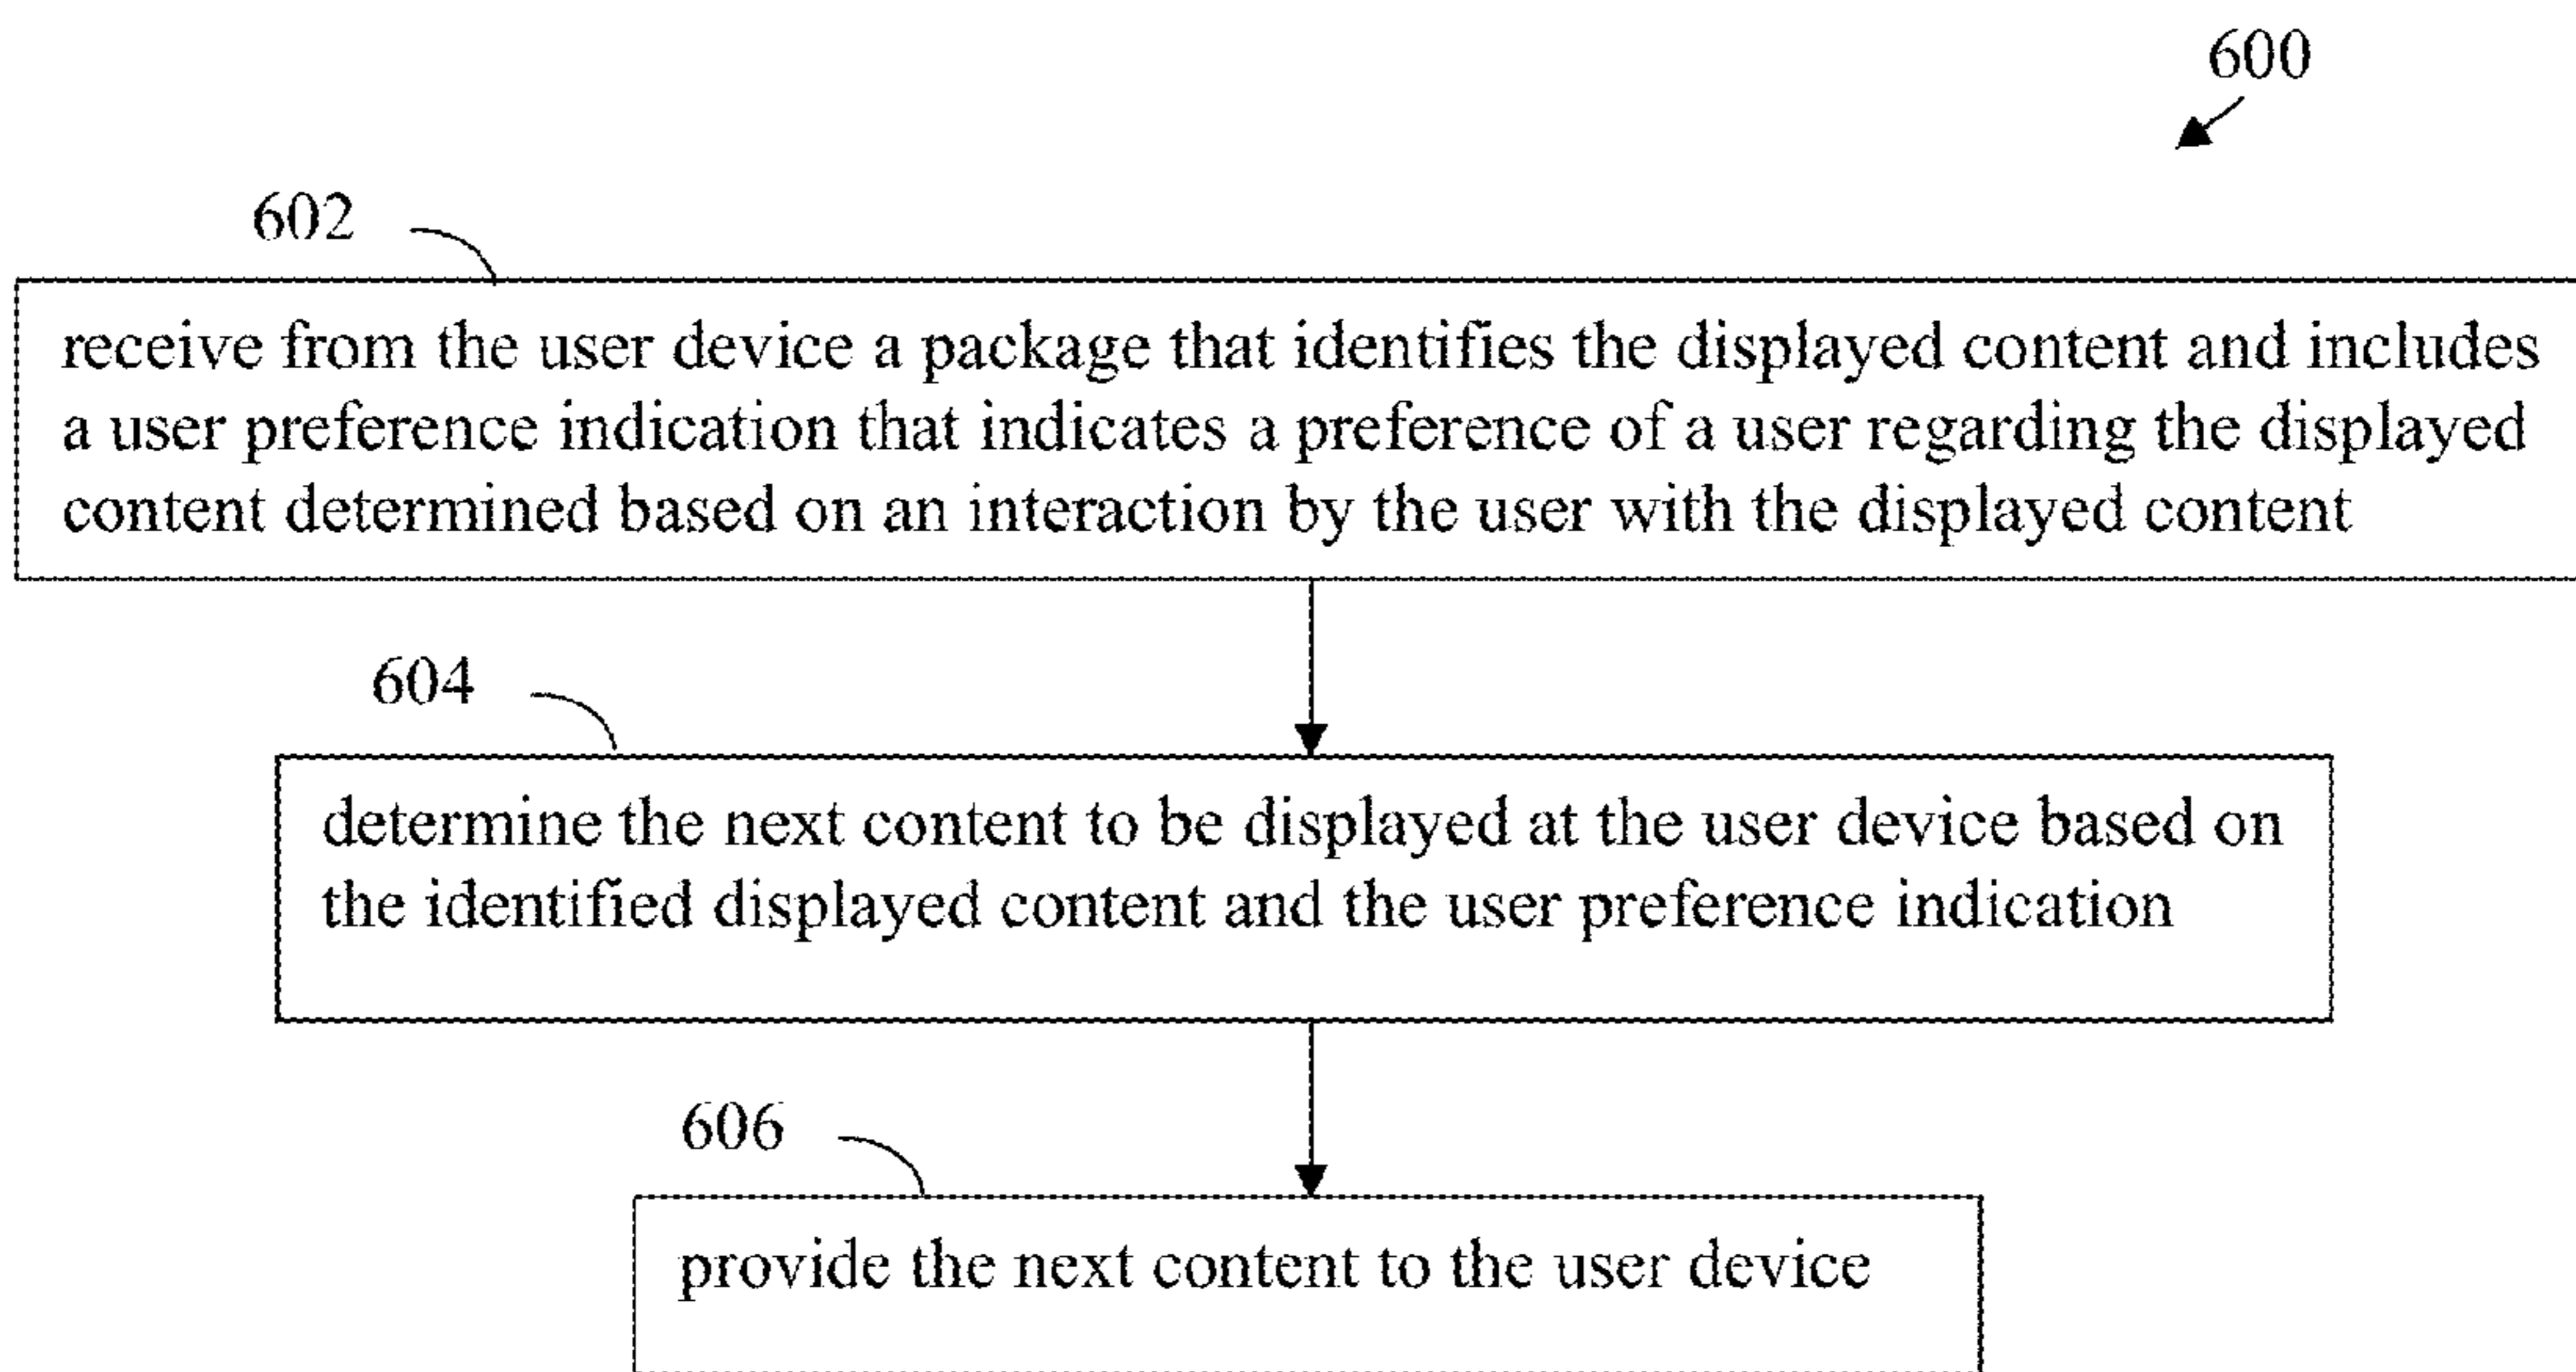 600
602
receive from the user device a package that identifies the displayed content and includes
a user preference indication that indicates a preference of a user regarding the displayed
content determined based on an interaction by the user with the displayed content
604
determine the next content to be displayed at the user device based on
the identified displayed content and the user preference indication
606
provide the next content to the user device